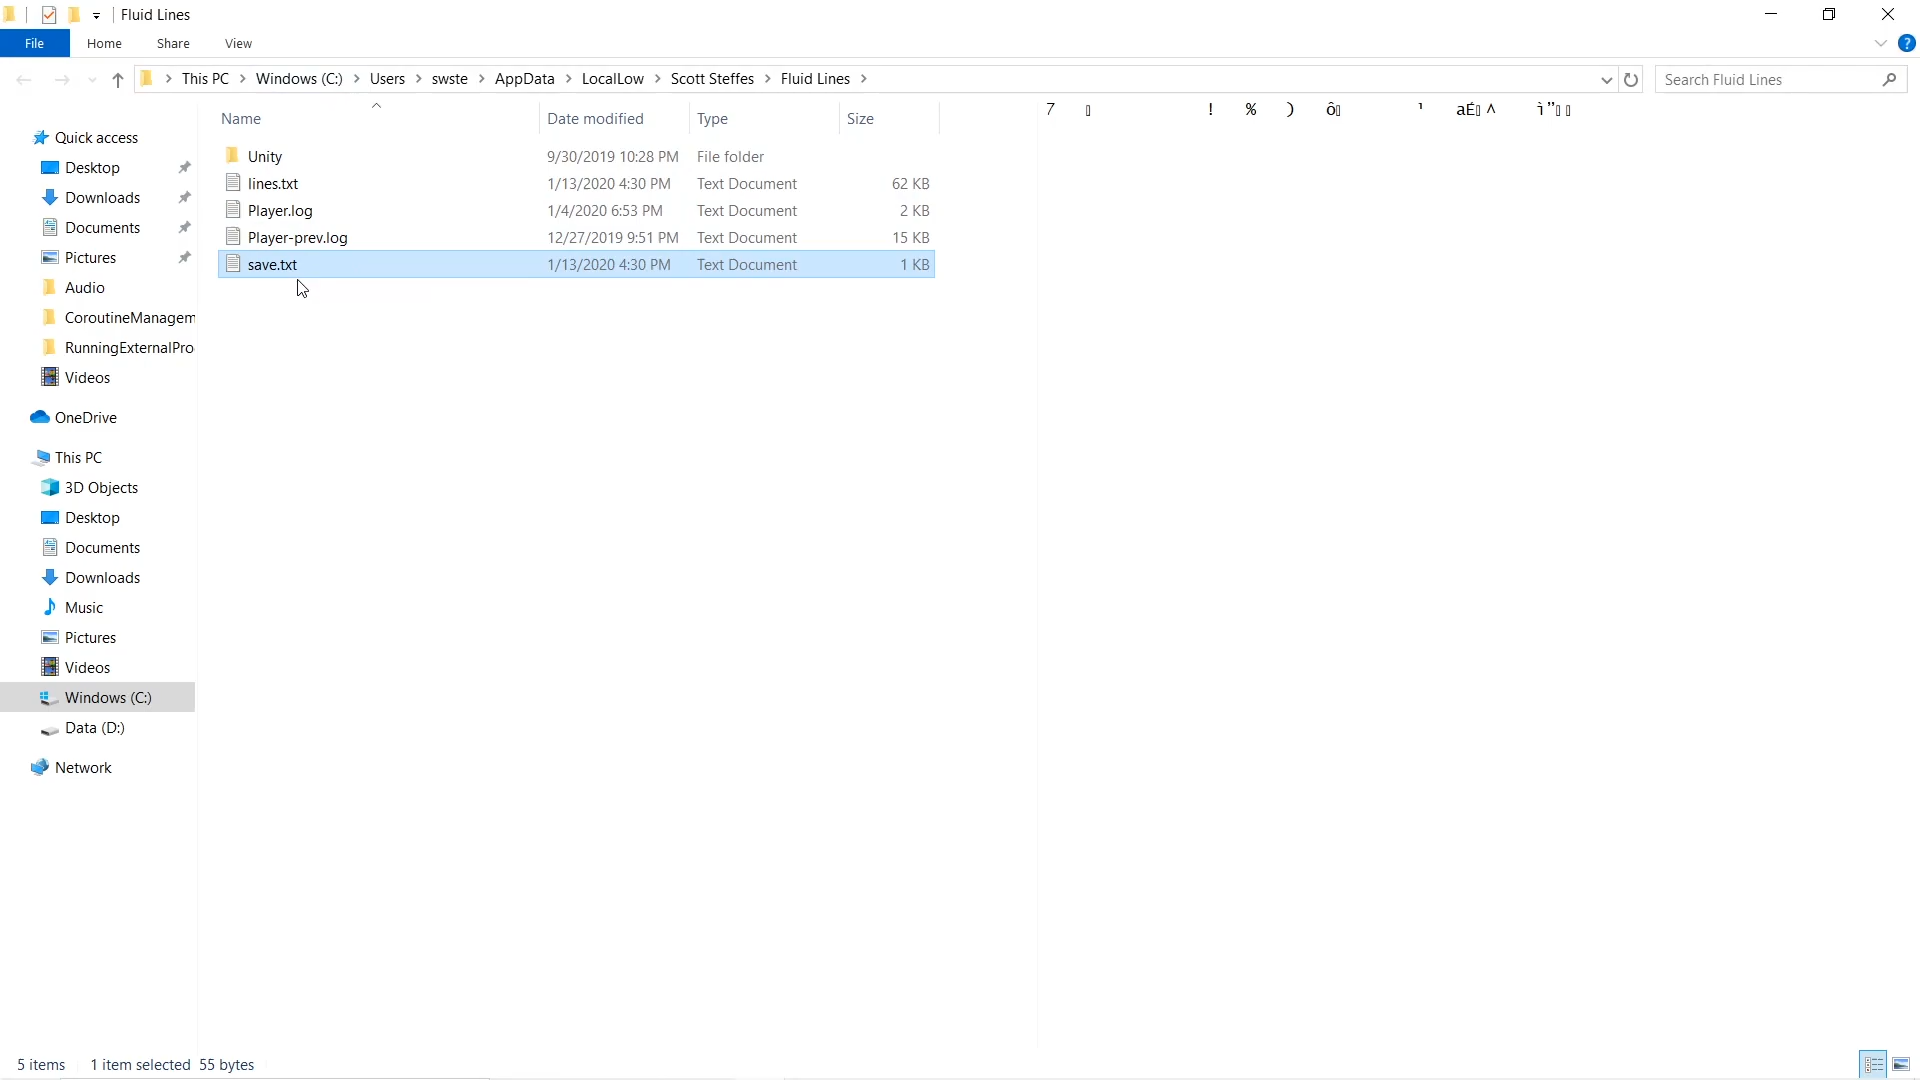 Fluid Lines
File Home Share View
This PC Windows (C:) Users swste AppData LocalLow Scott Steffes Fluid Lines
Search Fluid Lines
Name Date modified Type Size
Unity 9/30/2019 10:28 PM File folder
lines.txt 1/13/2020 4:30 PM Text Document 62 KB
Player.log 1/4/2020 6:53 PM Text Document 2 KB
Player-prev.log 12/27/2019 9:51 PM Text Document 15 KB
save.txt 1/13/2020 4:30 PM Text Document 1 KB
7 ! % ) ô ¹ aÉ ^ ì”
Quick access
Desktop
Downloads
Documents
Pictures
Audio
CoroutineManagem
RunningExternalPro
Videos
OneDrive
This PC
3D Objects
Desktop
Documents
Downloads
Music
Pictures
Videos
Windows (C:)
Data (D:)
Network
5 items 1 item selected 55 bytes